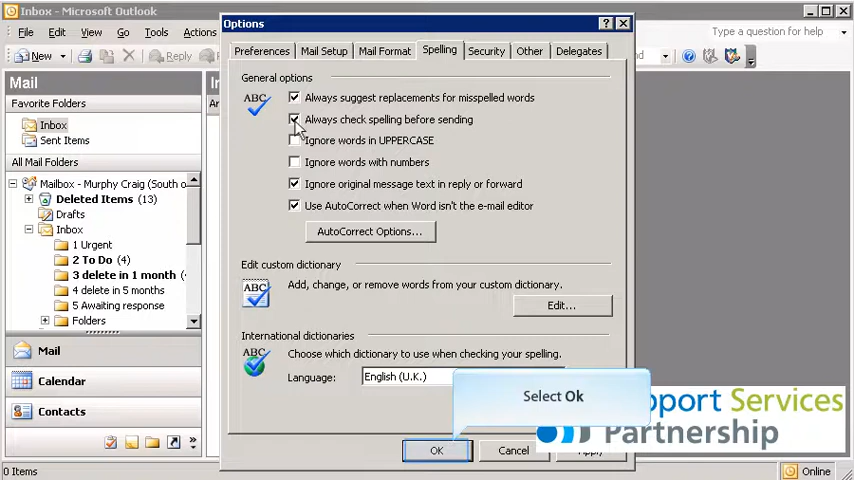 Inbox - Microsoft Outlook
File Edit View Go Tools Actions
Type a question for help
New Reply
Mail
Favorite Folders
Inbox
Sent Items
Mailbox - Murphy Craig
Deleted Items (13)
Drafts
Inbox
1 Urgent
2 To Do (4)
3 delete in 1 month
4 delete in 5 months
5 Awaiting response
Folders
Mail
Calendar
Contacts
0 Items
Online
Options
Preferences Mail Setup Mail Format Spelling Security Other Delegates
General options
ABC
Always suggest replacements for misspelled words
Always check spelling before sending
Ignore words in UPPERCASE
Ignore words with numbers
Ignore original message text in reply or forward
Use AutoCorrect when Word isn't the e-mail editor
AutoCorrect Options...
Edit custom dictionary
ABC
Add, change, or remove words from your custom dictionary.
Edit...
International dictionaries
ABC
Choose which dictionary to use when checking your spelling.
Language: English (U.K.)
Select Ok
OK Cancel Apply
pport Services
Partnership